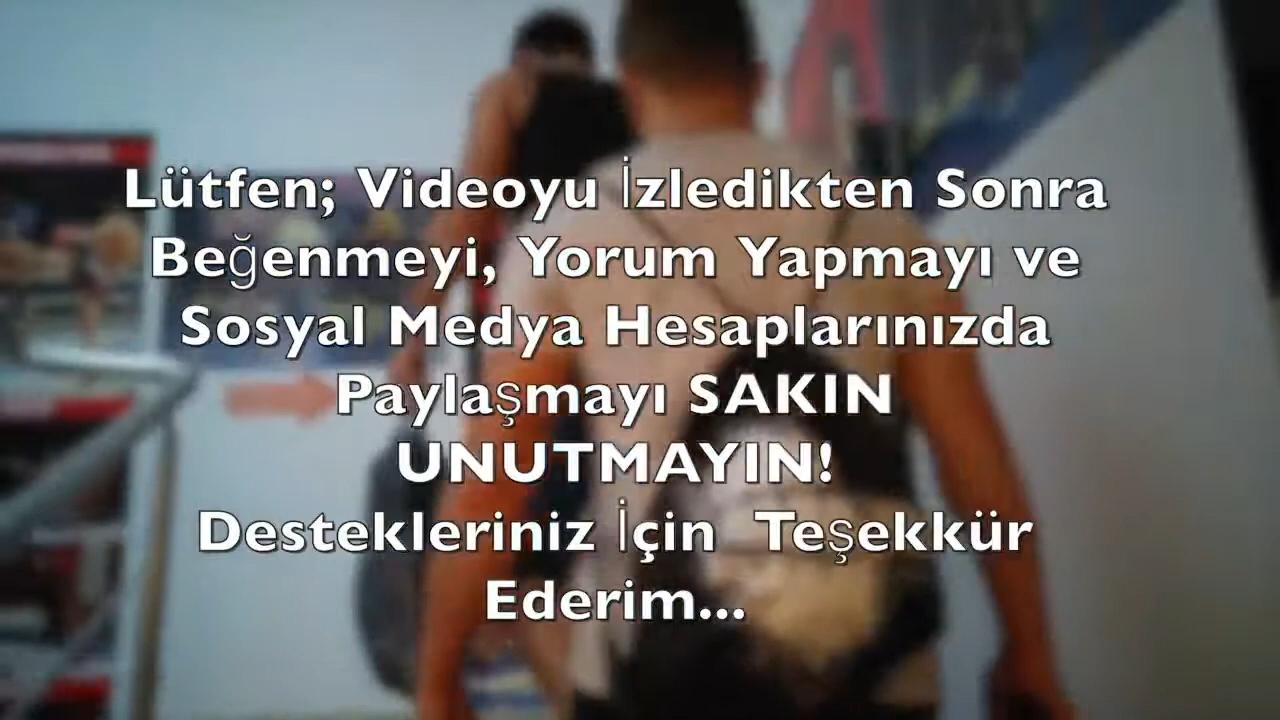 Lütfen; Videoyu İzledikten Sonra
Beğenmeyi, Yorum Yapmayı ve
Sosyal Medya Hesaplarınızda
Paylaşmayı SAKIN
UNUTMAYIN!
Destekleriniz İçin  Teşekkür
Ederim...